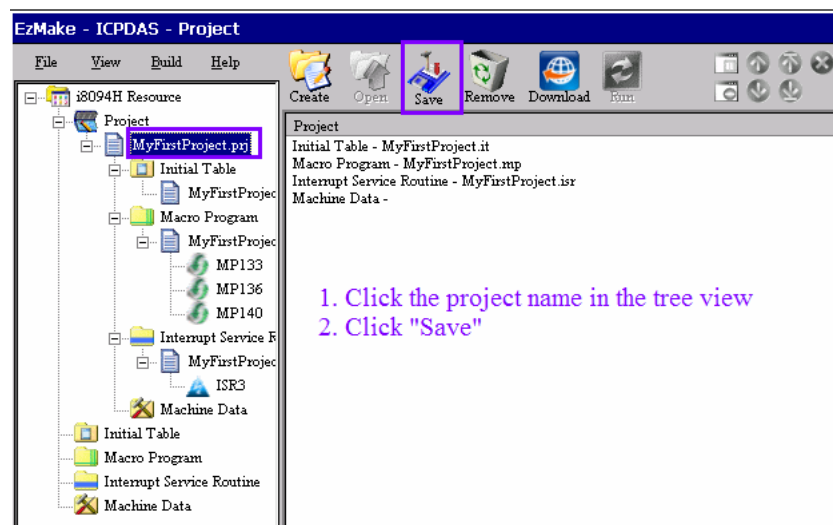 EzMake - ICPDAS - Project
File View Build Help
Create Open Save Remove Download Run
i8094H Resource
Project
MyFirstProject.prj
Initial Table
MyFirstProjec
Macro Program
MyFirstProjec
MP133
MP136
MP140
Interrupt Service R
MyFirstProjec
ISR3
Machine Data
Initial Table
Macro Program
Interrupt Service Routine
Machine Data
Project
Initial Table - MyFirstProject.it
Macro Program - MyFirstProject.mp
Interrupt Service Routine - MyFirstProject.isr
Machine Data -
1. Click the project name in the tree view
2. Click "Save"